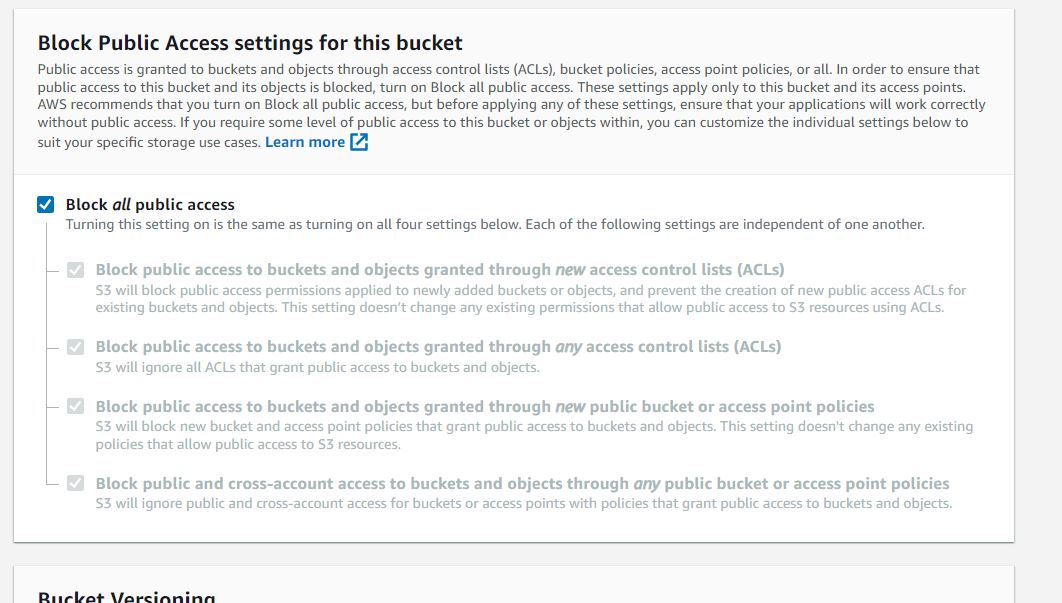 Block Public Access settings for this bucket
Public access is granted to buckets and objects through access control lists (ACLs), bucket policies, access point policies, or all. In order to ensure that
public access to this bucket and its objects is blocked, turn on Block all public access. These settings apply only to this bucket and its access points.
AWS recommends that you turn on Block all public access, but before applying any of these settings, ensure that your applications will work correctly
without public access. If you require some level of public access to this bucket or objects within, you can customize the individual settings below to
suit your specific storage use cases. Learn more
Block all public access
Turning this setting on is the same as turning on all four settings below. Each of the following settings are independent of one another.
Block public access to buckets and objects granted through new access control lists (ACLs)
S3 will block public access permissions applied to newly added buckets or objects, and prevent the creation of new public access ACLs for
existing buckets and objects. This setting doesn't change any existing permissions that allow public access to S3 resources using ACLs.
Block public access to buckets and objects granted through any access control lists (ACLs)
S3 will ignore all ACLs that grant public access to buckets and objects.
Block public access to buckets and objects granted through new public bucket or access point policies
S3 will block new bucket and access point policies that grant public access to buckets and objects. This setting doesn't change any existing
policies that allow public access to S3 resources.
Block public and cross-account access to buckets and objects through any public bucket or access point policies
S3 will ignore public and cross-account access for buckets or access points with policies that grant public access to buckets and objects.
Bucket Versioning